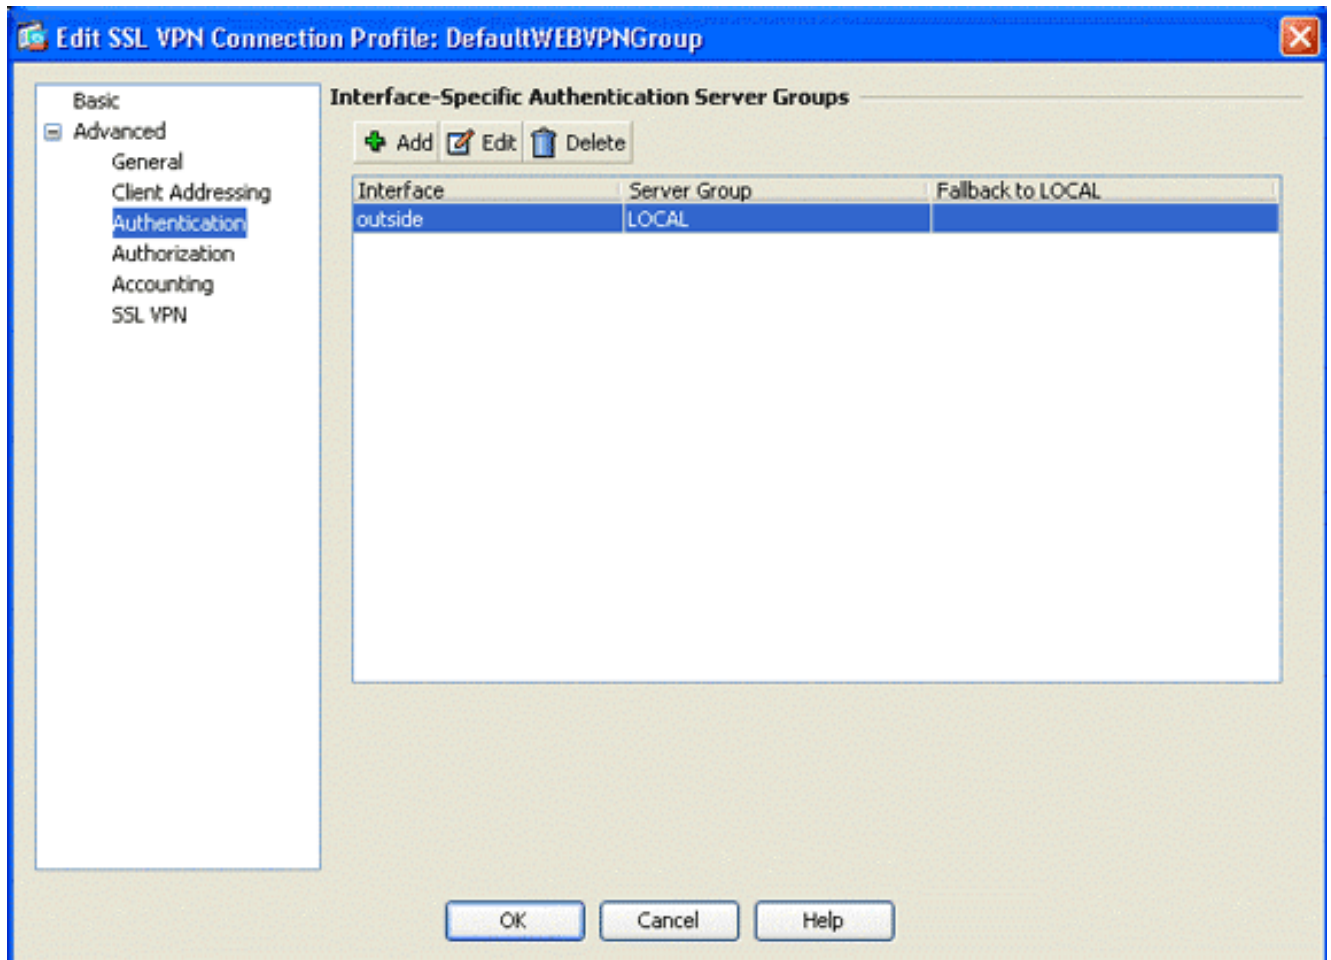 Edit SSL VPN Connection Profile: DefaultWEBVPNGroup
Basic
Advanced
General
Client Addressing
Authentication
Authorization
Accounting
SSL VPN
Interface-Specific Authentication Server Groups
Add Edit Delete
Interface Server Group Fallback to LOCAL
outside LOCAL
OK Cancel Help